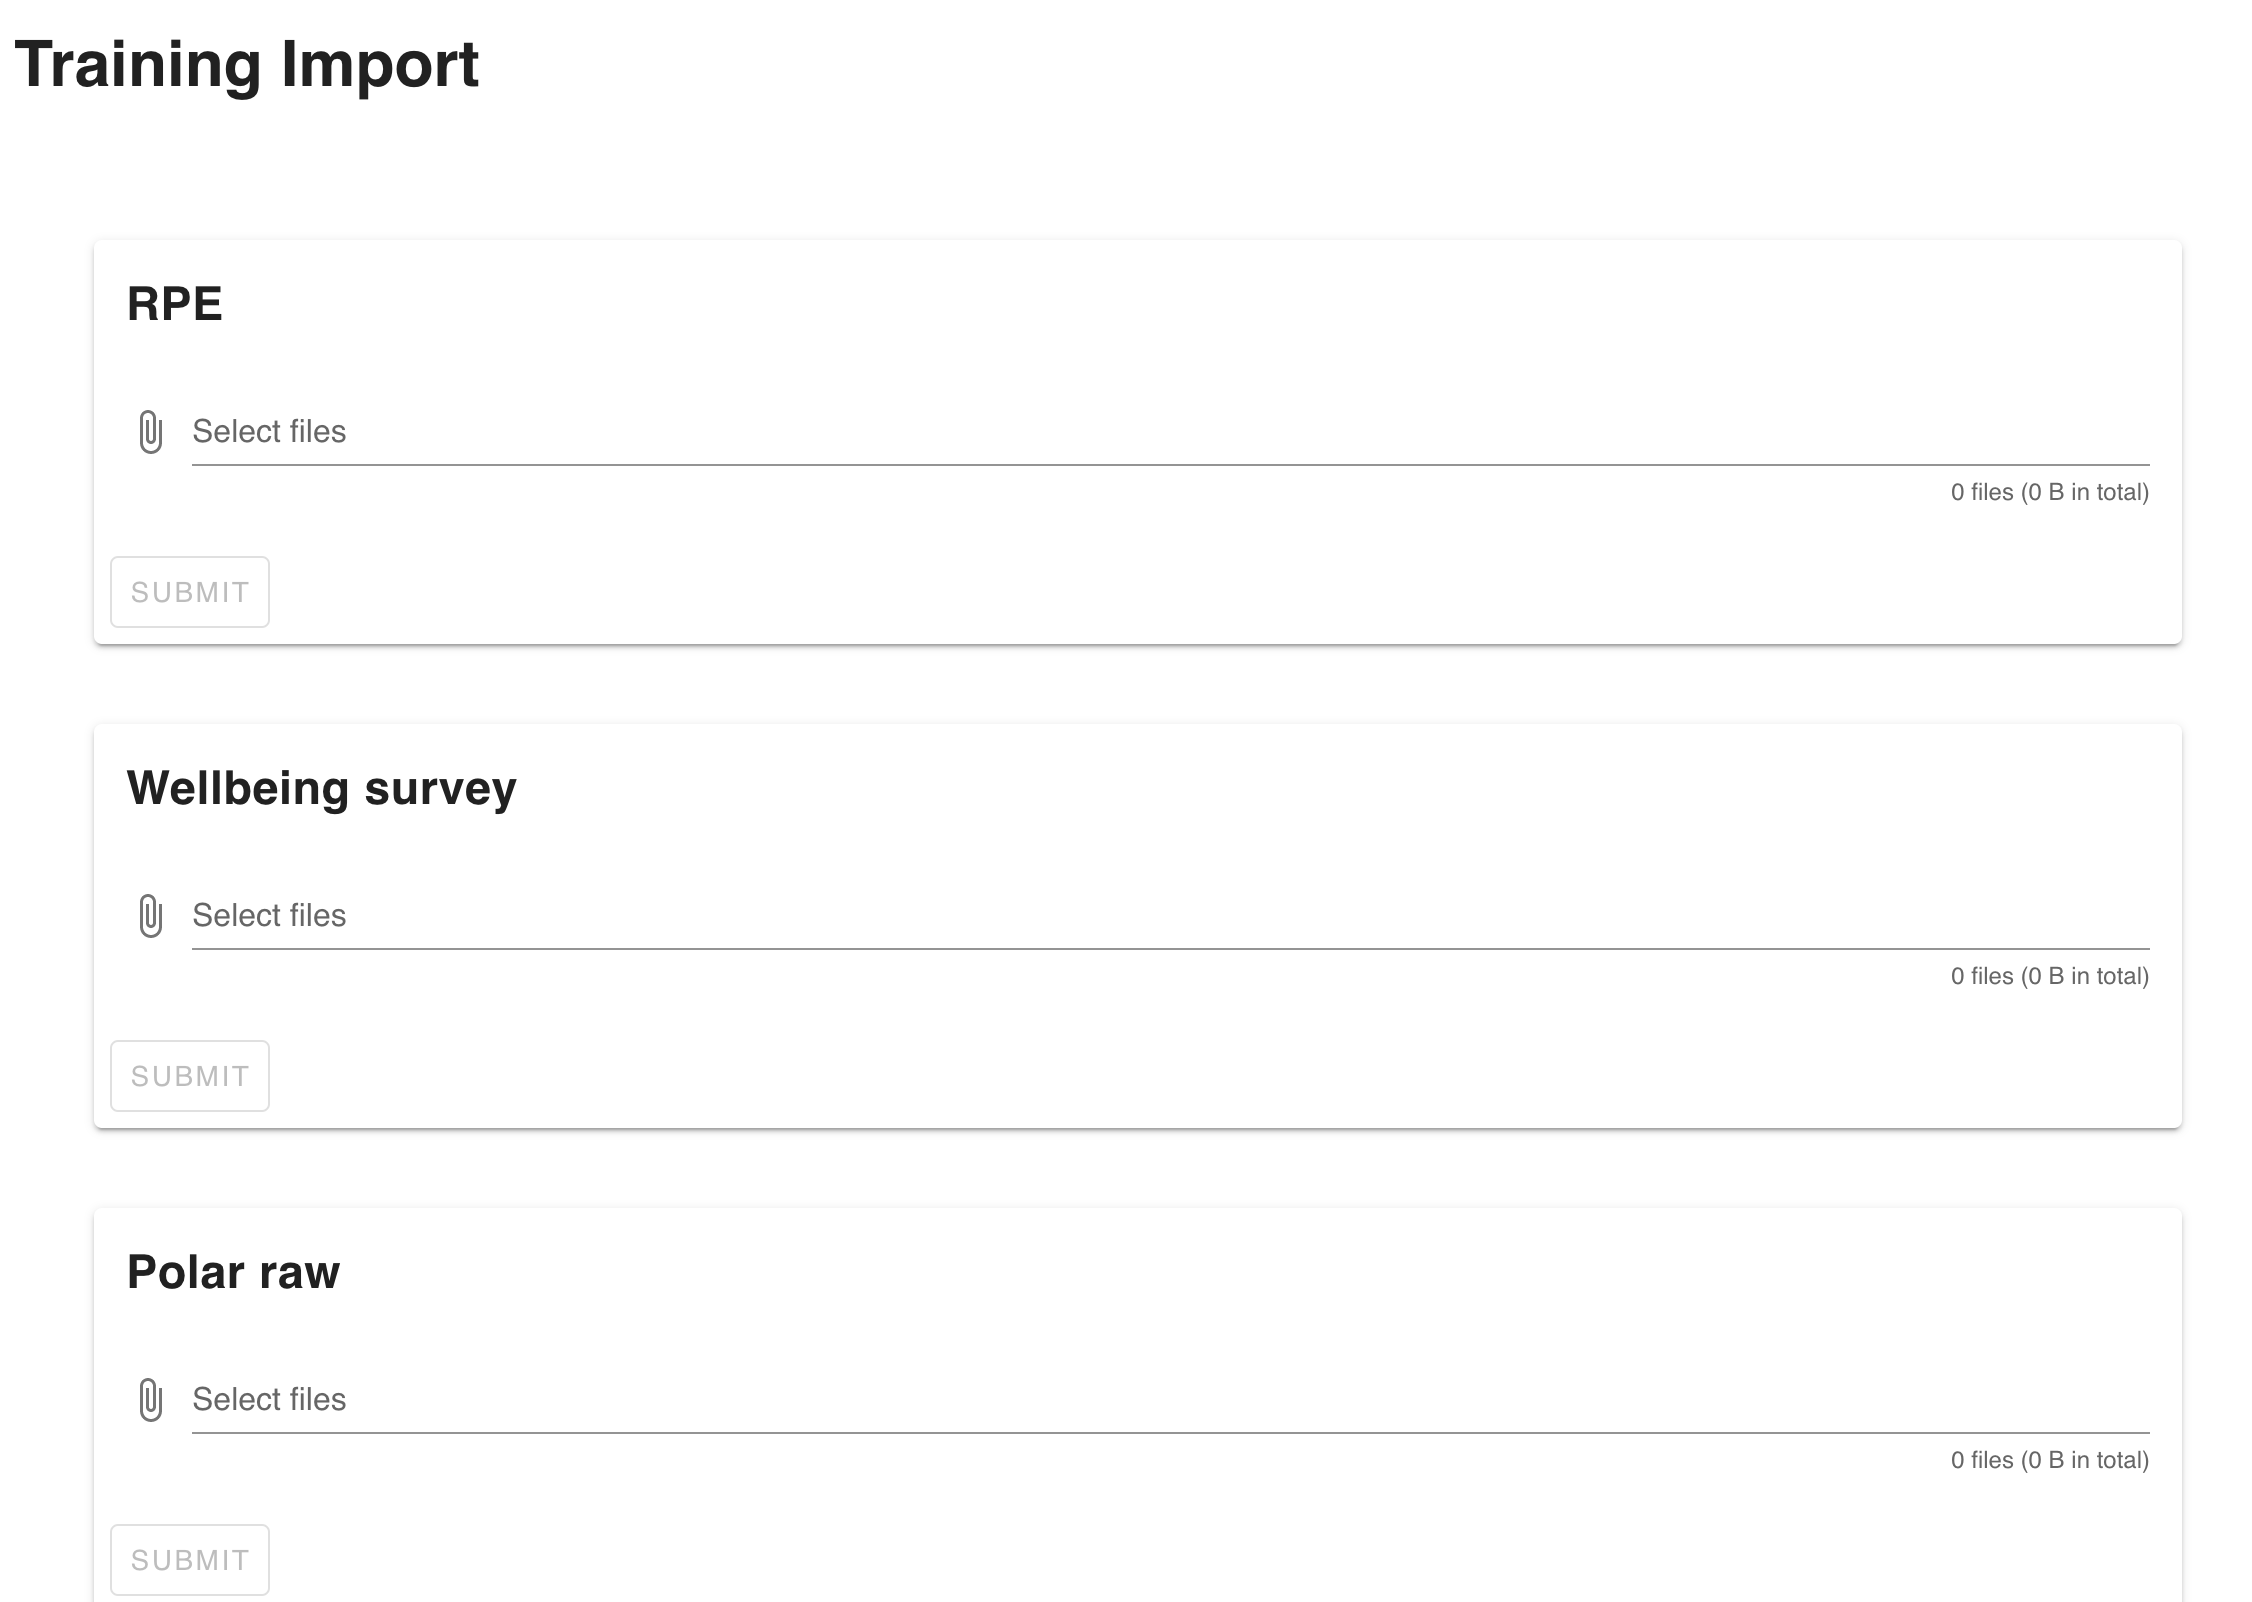 Training Import
RPE
Select files
0 files (0 B in total)
SUBMIT
Wellbeing survey
Select files
0 files (0 B in total)
SUBMIT
Polar raw
Select files
0 files (0 B in total)
SUBMIT